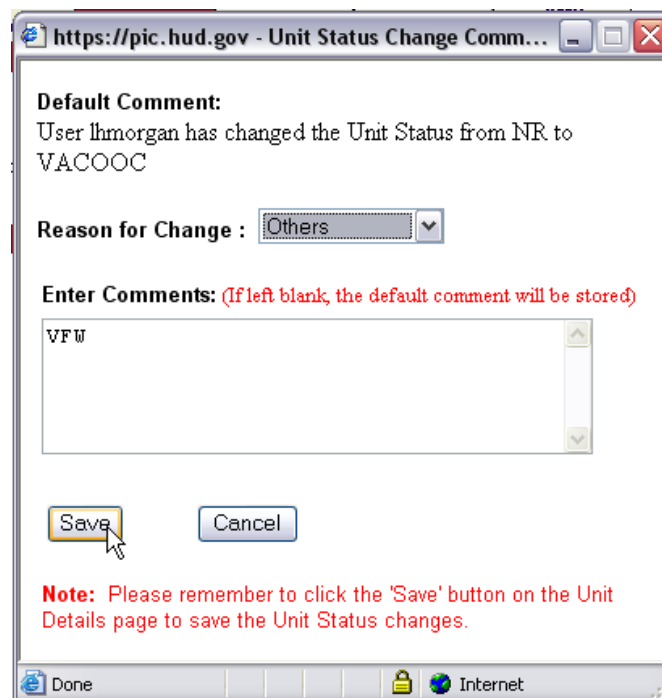 https://pic.hud.gov - Unit Status Change Comm...
Default Comment:
User lhmorgan has changed the Unit Status from NR to
VACOOC
Reason for Change : Others
Enter Comments: (If left blank, the default comment will be stored)
VFW
Save Cancel
Note: Please remember to click the 'Save' button on the Unit
Details page to save the Unit Status changes.
Done Internet